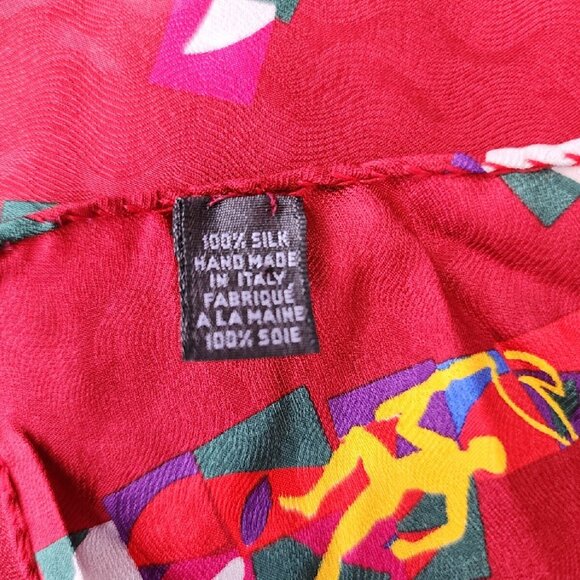 100% SILK
HAND MADE
IN ITALY,
FABRIQUÉ
A LA MAINE
100% SOIE